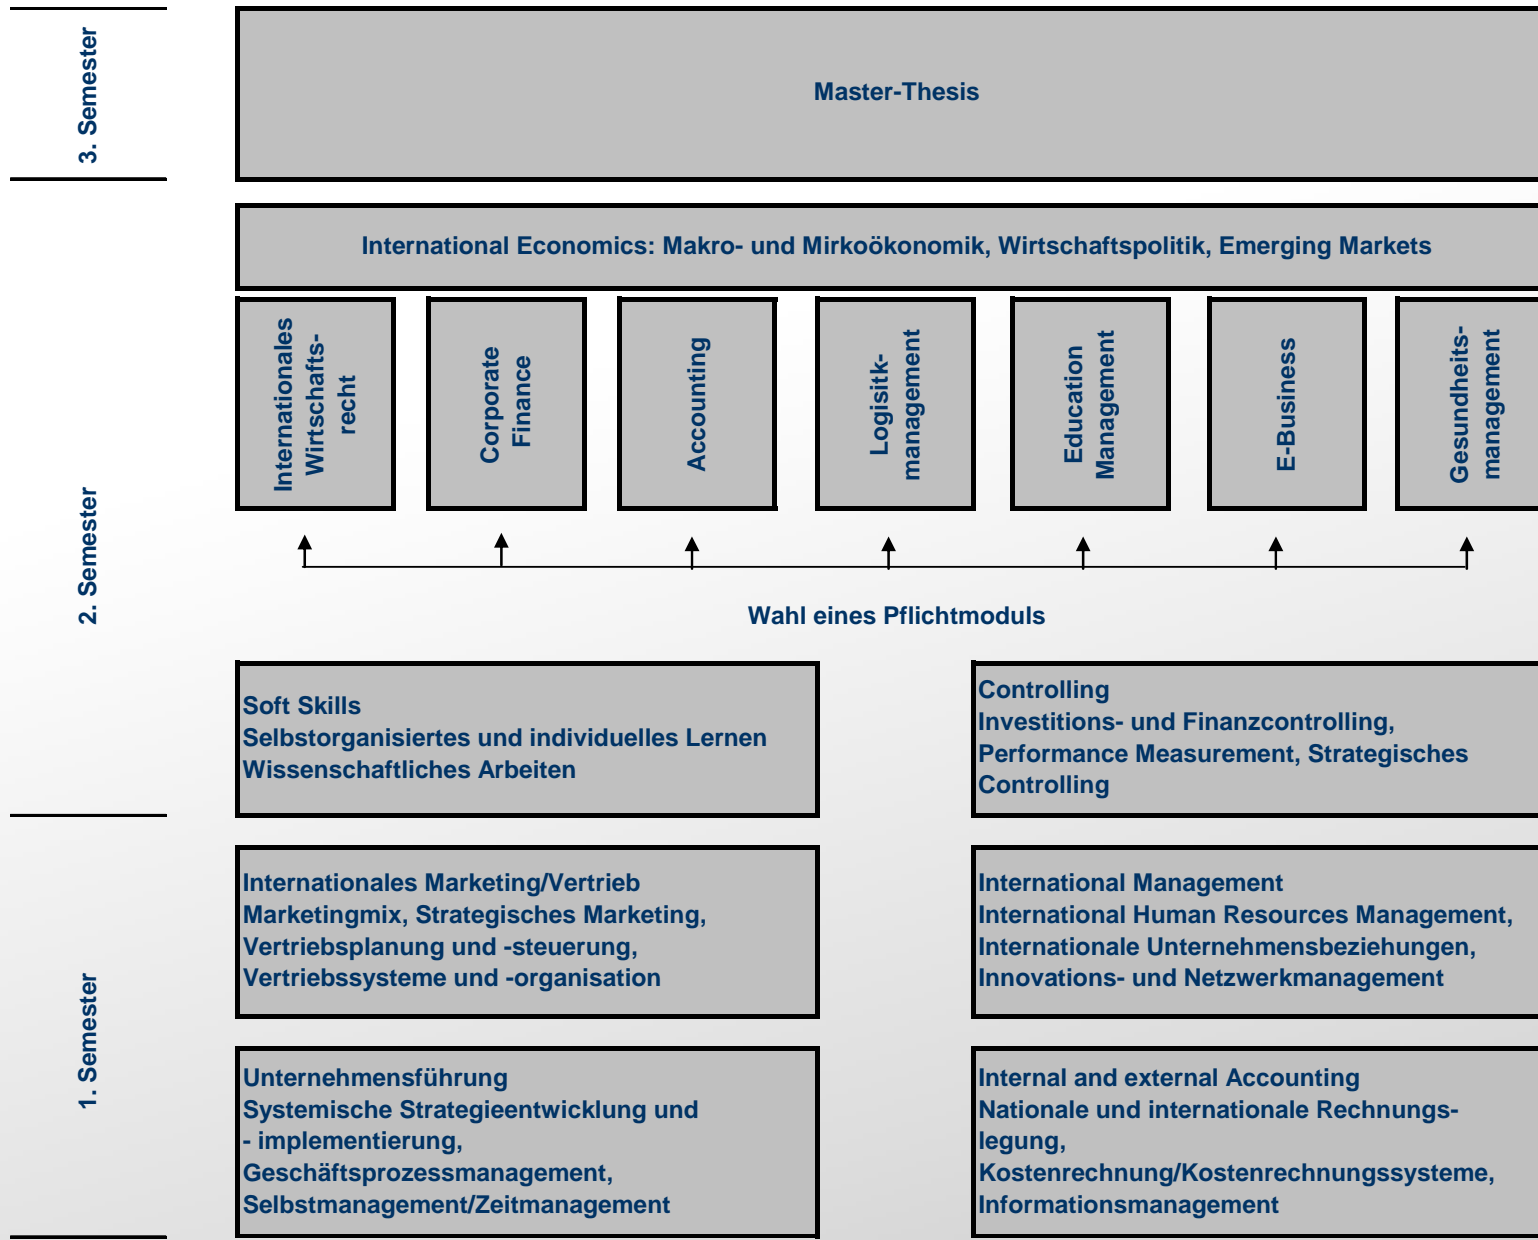 3. Semester
Master-Thesis
2. Semester
International Economics: Makro- und Mirkoökonomik, Wirtschaftspolitik, Emerging Markets
Internationales
Wirtschafts-
recht
Corporate
Finance
Accounting
Logisitk-
management
Education
Management
E-Business
Gesundheits-
management
Wahl eines Pflichtmoduls
Soft Skills
Selbstorganisiertes und individuelles Lernen
Wissenschaftliches Arbeiten
Controlling
Investitions- und Finanzcontrolling,
Performance Measurement, Strategisches
Controlling
1. Semester
Internationales Marketing/Vertrieb
Marketingmix, Strategisches Marketing,
Vertriebsplanung und -steuerung,
Vertriebssysteme und -organisation
International Management
International Human Resources Management,
Internationale Unternehmensbeziehungen,
Innovations- und Netzwerkmanagement
Unternehmensführung
Systemische Strategieentwicklung und
- implementierung,
Geschäftsprozessmanagement,
Selbstmanagement/Zeitmanagement
Internal and external Accounting
Nationale und internationale Rechnungs-
legung,
Kostenrechnung/Kostenrechnungssysteme,
Informationsmanagement